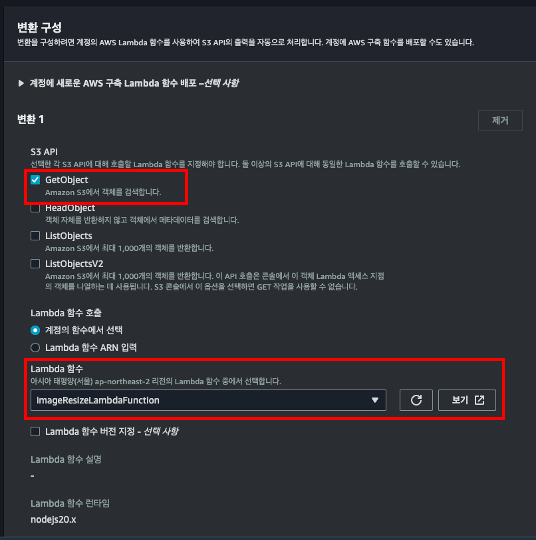 변환 구성
변환을 구성하려면 계정의 AWS Lambda 함수를 사용하여 S3 API의 출력을 자동으로 처리합니다. 계정에 AWS 구축 함수를 배포할 수도 있습니다.
계정에 새로운 AWS 구축 Lambda 함수 배포 –선택 사항
변환 1
제거
S3 API
선택한 각 S3 API에 대해 호출할 Lambda 함수를 지정해야 합니다. 둘 이상의 S3 API에 대해 동일한 Lambda 함수를 호출할 수 있습니다.
GetObject
Amazon S3에서 객체를 검색합니다.
HeadObject
객체 자체를 반환하지 않고 객체에서 메타데이터를 검색합니다.
ListObjects
Amazon S3에서 최대 1,000개의 객체를 반환합니다.
ListObjectsV2
Amazon S3에서 최대 1,000개의 객체를 반환합니다. 이 API 호출은 콘솔에서 이 객체 Lambda 액세스 지점
의 객체를 나열하는 데 사용됩니다. S3 콘솔에서 이 옵션을 선택하면 GET 작업을 사용할 수 없습니다.
Lambda 함수 호출
계정의 함수에서 선택
Lambda 함수 ARN 입력
Lambda 함수
아시아 태평양(서울) ap-northeast-2 리전의 Lambda 함수 중에서 선택합니다.
ImageResizeLambdaFunction
보기
Lambda 함수 버전 지정 - 선택 사항
Lambda 함수 설명
-
Lambda 함수 런타임
nodejs20.x